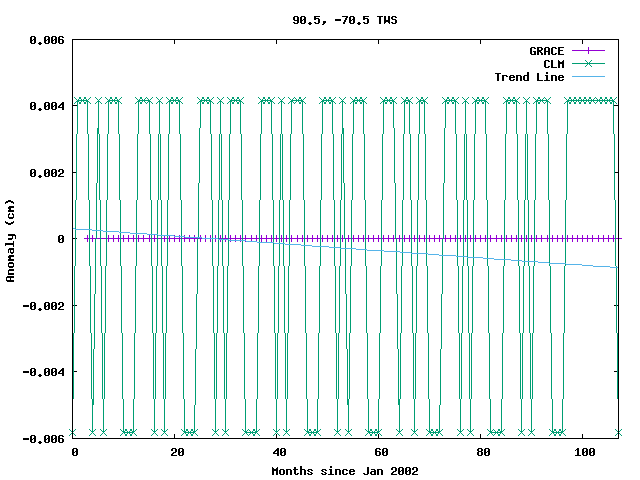 90.5, -70.5 TWS
GRACE
CLM
Trend Line
0.006
0.004
0.002
0
-0.002
-0.004
-0.006
Anomaly (cm)
0 20 40 60 80 100
Months since Jan 2002